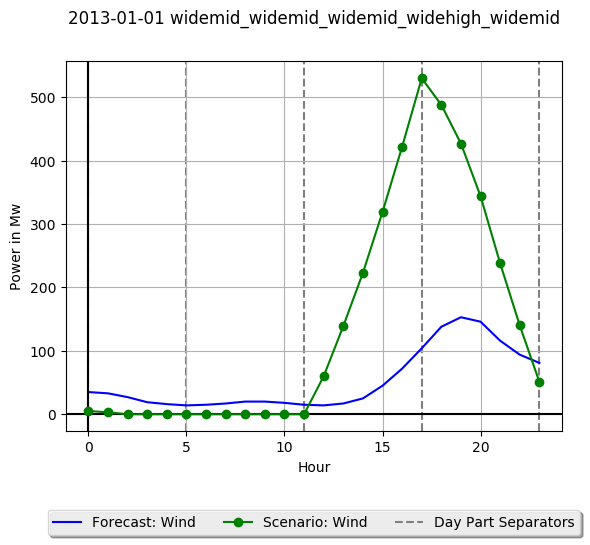 2013-01-01 widemid_widemid_widemid_widehigh_widemid
500
400
300
200
100
0
Power in Mw
0 5 10 15 20
Hour
Forecast: Wind Scenario: Wind Day Part Separators